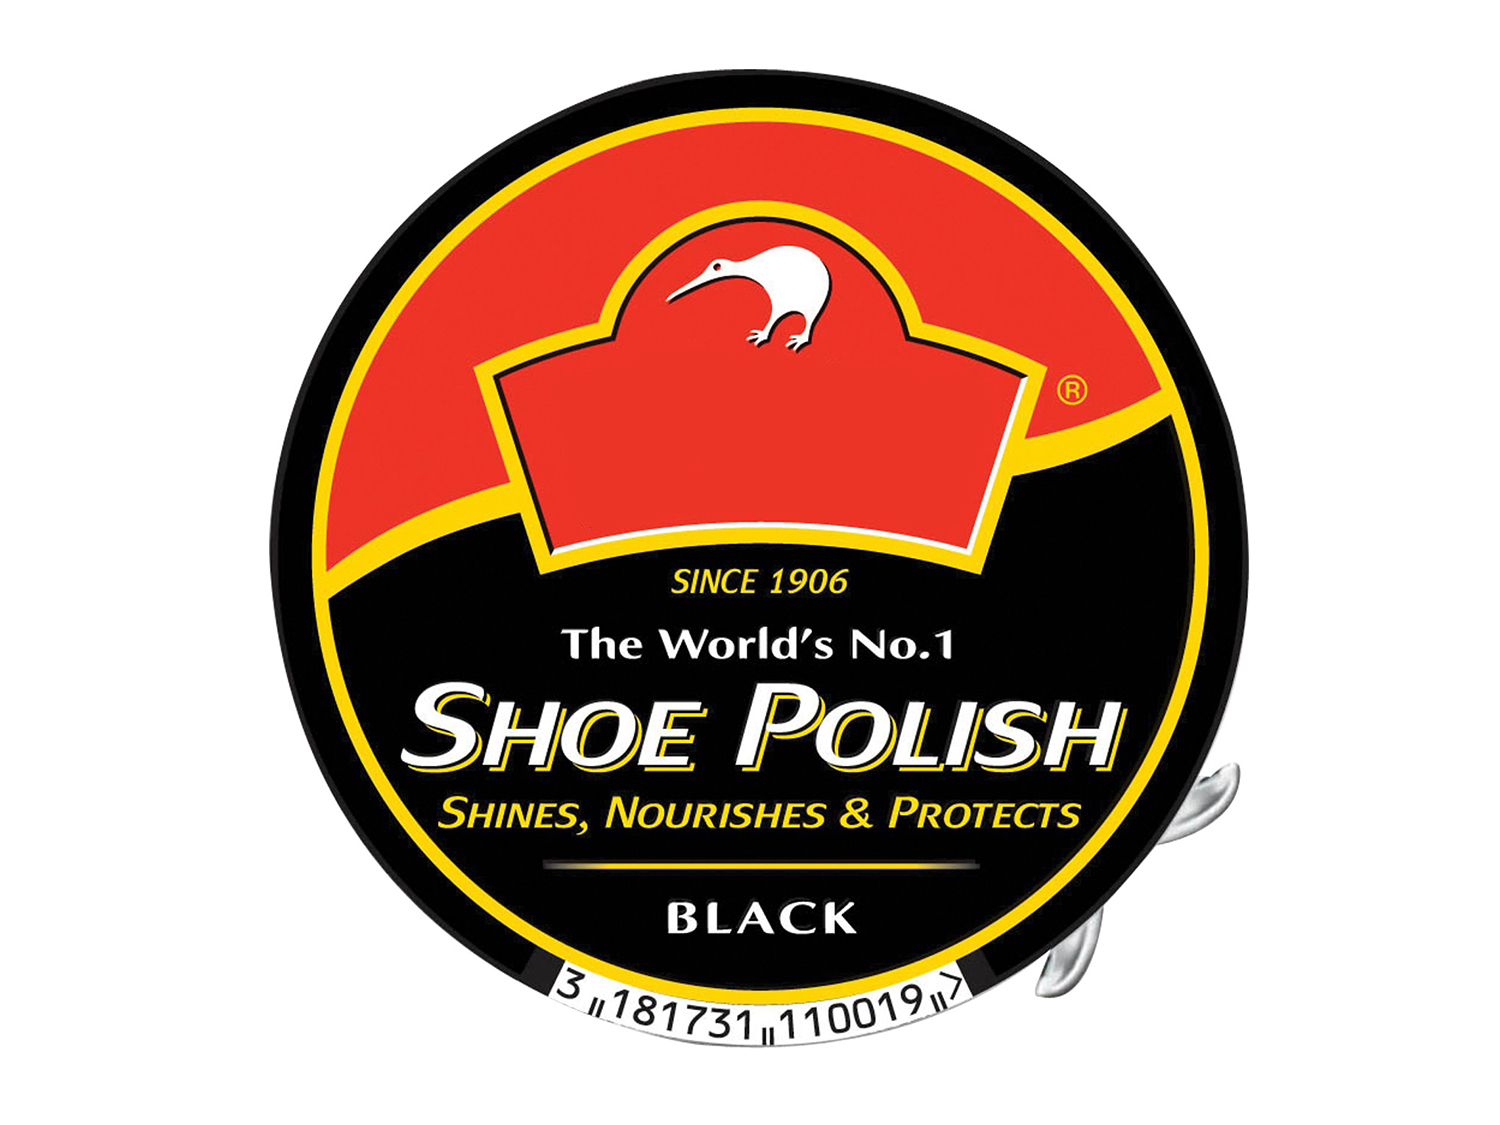 ®
SINCE 1906
The World's No.1
SHOE POLISH
SHINES, NOURISHES & PROTECTS
BLACK
3 181731 110019 >